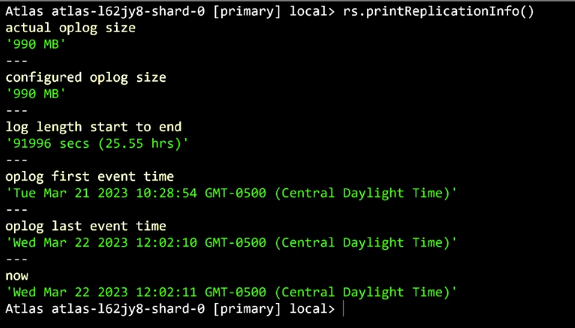 Atlas atlas-l62jy8-shard-0 [primary] local> rs.printReplicationInfo()
actual oplog size
'990 MB'
---
configured oplog size
'990 MB'
---
log length start to end
'91996 secs (25.55 hrs)'
---
oplog first event time
'Tue Mar 21 2023 10:28:54 GMT-0500 (Central Daylight Time)'
---
oplog last event time
'Wed Mar 22 2023 12:02:10 GMT-0500 (Central Daylight Time)'
---
now
'Wed Mar 22 2023 12:02:11 GMT-0500 (Central Daylight Time)'
Atlas atlas-l62jy8-shard-0 [primary] local>